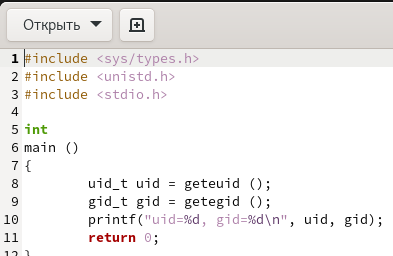 Открыть
1 #include <sys/types.h>
2 #include <unistd.h>
3 #include <stdio.h>
4
5 int
6 main ()
7 {
8 uid_t uid = geteuid ();
9 gid_t gid = getegid ();
10 printf("uid=%d, gid=%d\n", uid, gid);
11 return 0;
12 }